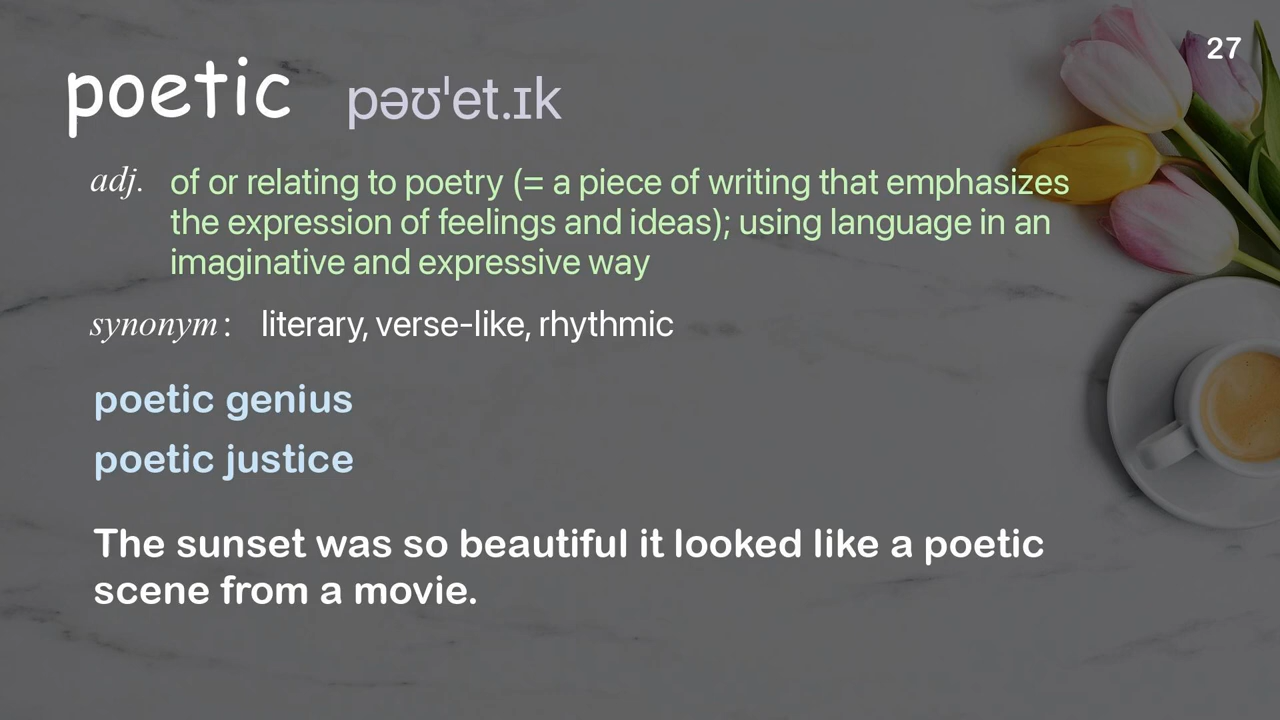 27
poetic pəʊˈet.ɪk
adj. of or relating to poetry (= a piece of writing that emphasizes
the expression of feelings and ideas); using language in an
imaginative and expressive way
synonym: literary, verse-like, rhythmic
poetic genius
poetic justice
The sunset was so beautiful it looked like a poetic
scene from a movie.